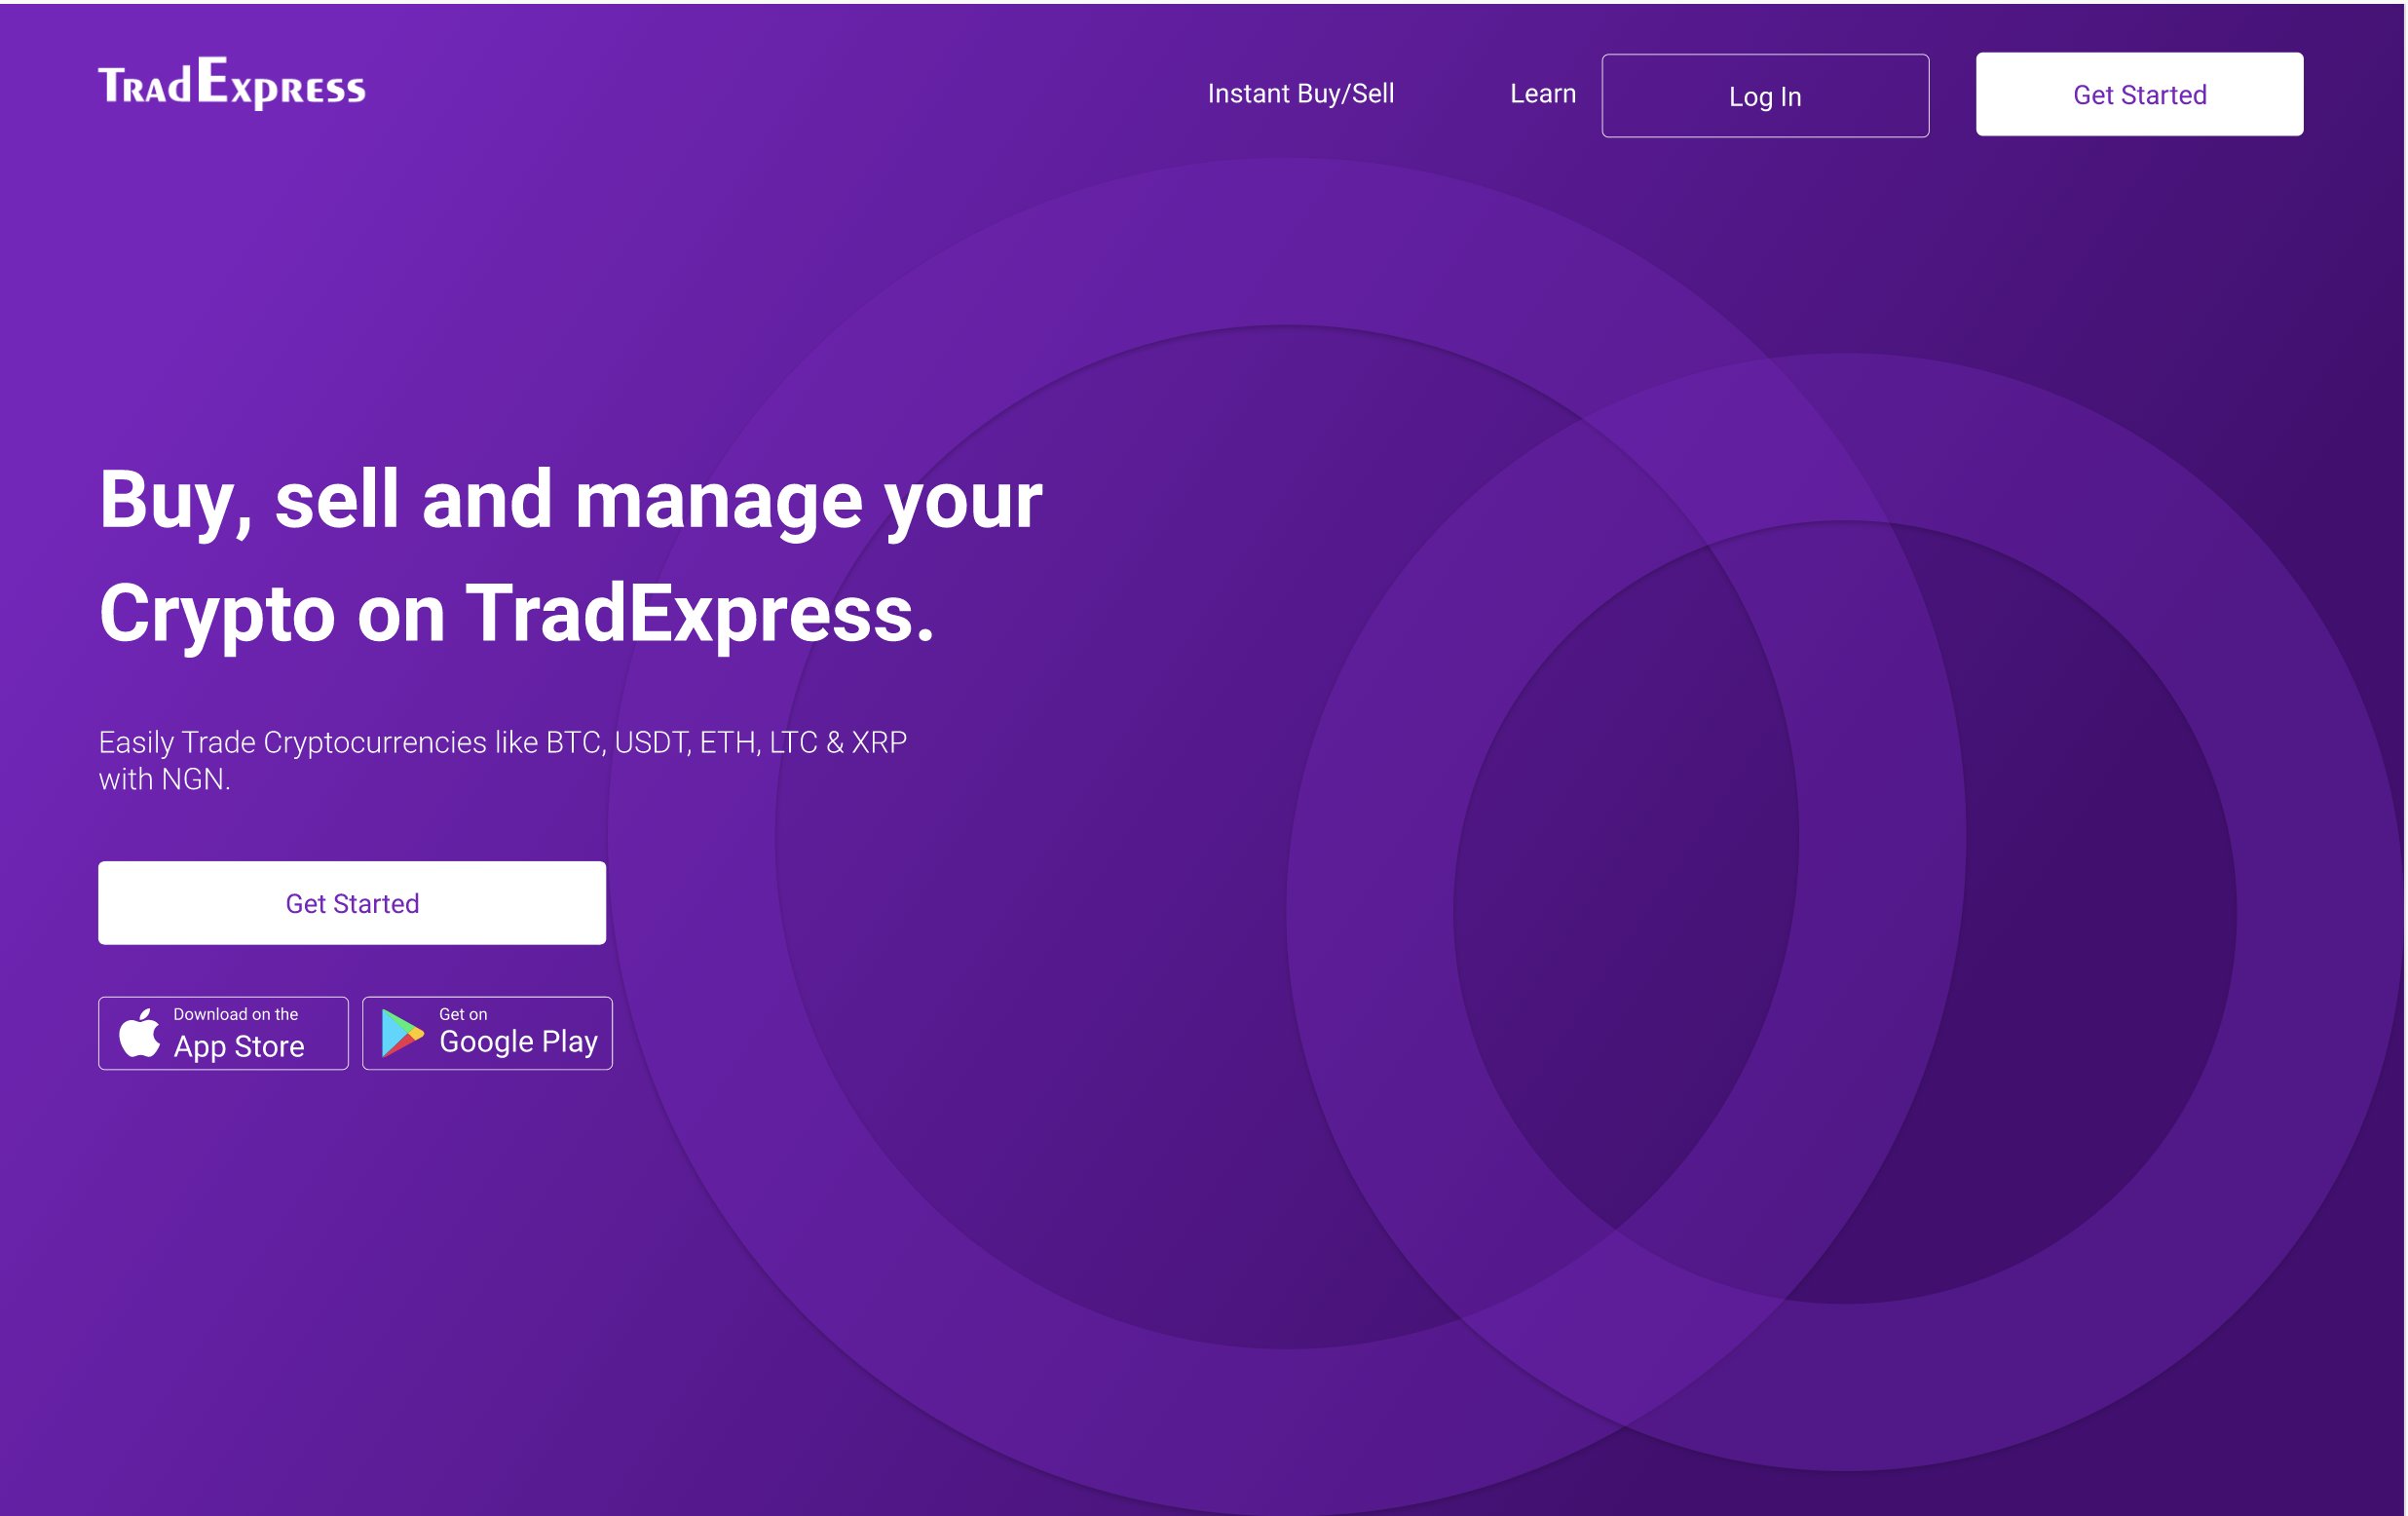 TradExpress
Instant Buy/Sell
Learn
Log In
Get Started
Buy, sell and manage your
Crypto on TradExpress.
Easily Trade Cryptocurrencies like BTC, USDT, ETH, LTC & XRP
with NGN.
Get Started
Download on the
App Store
Get on
Google Play